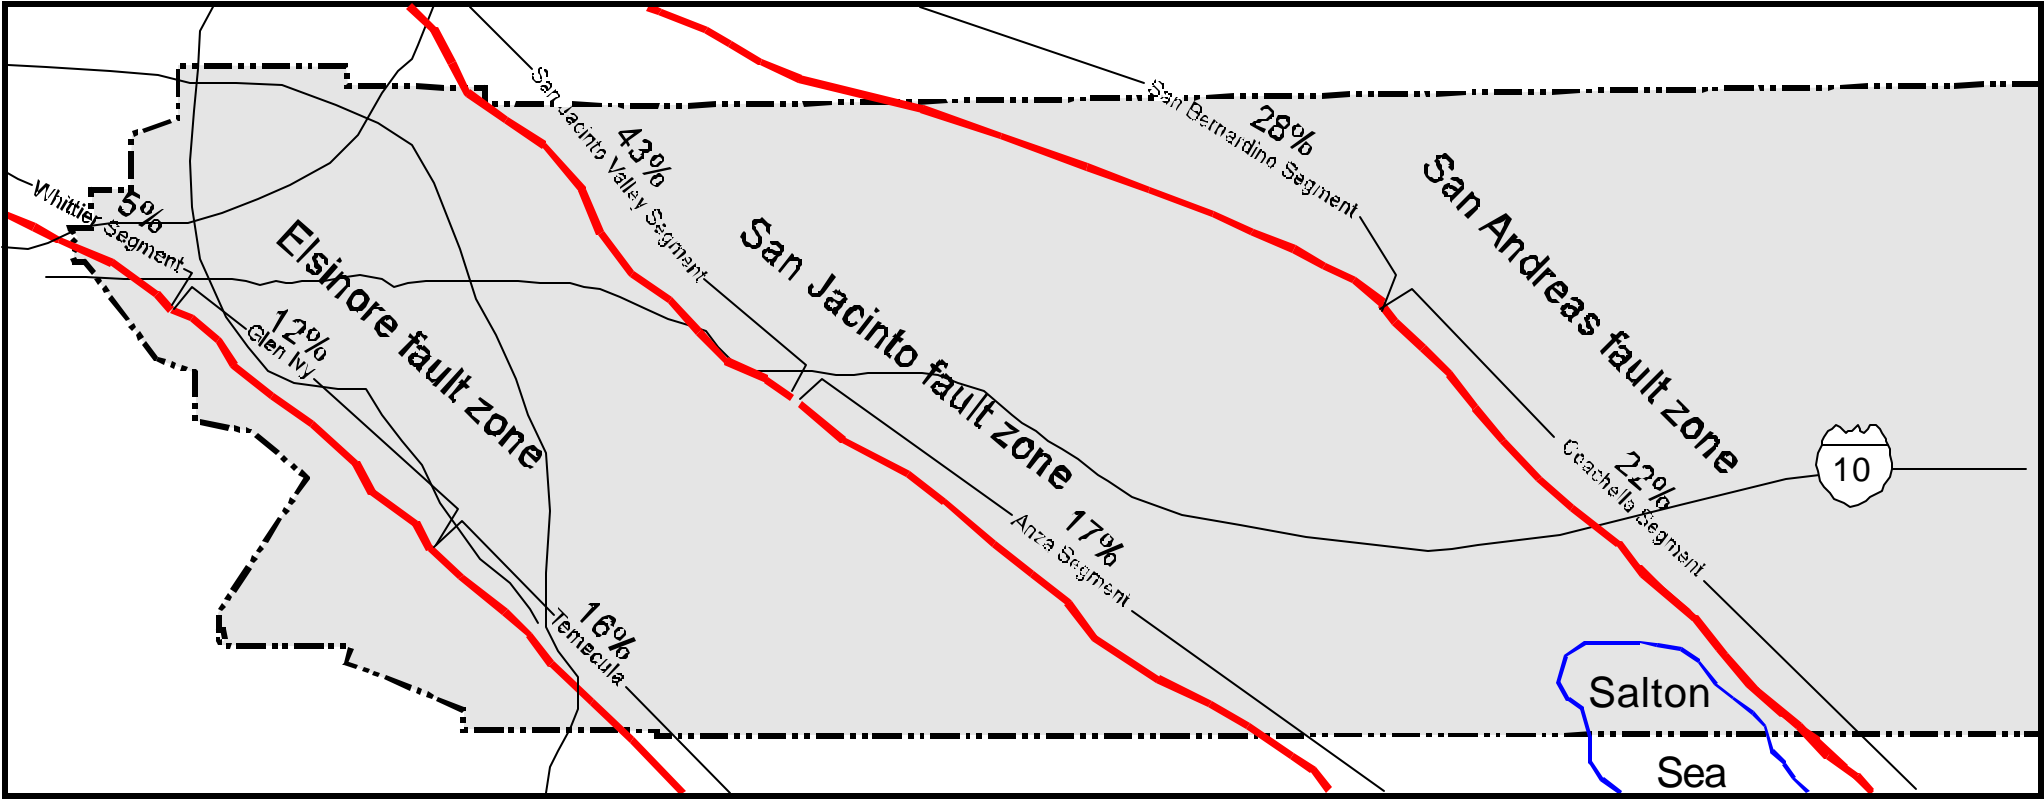 Whittier Segment
5%
Glen Ivy
12%
Temecula
16%
Elsinore fault zone
San Jacinto Valley Segment
43%
Anza Segment
17%
San Jacinto fault zone
San Bernardino Segment
28%
Coachella Segment
22%
San Andreas fault zone
10
Salton
Sea